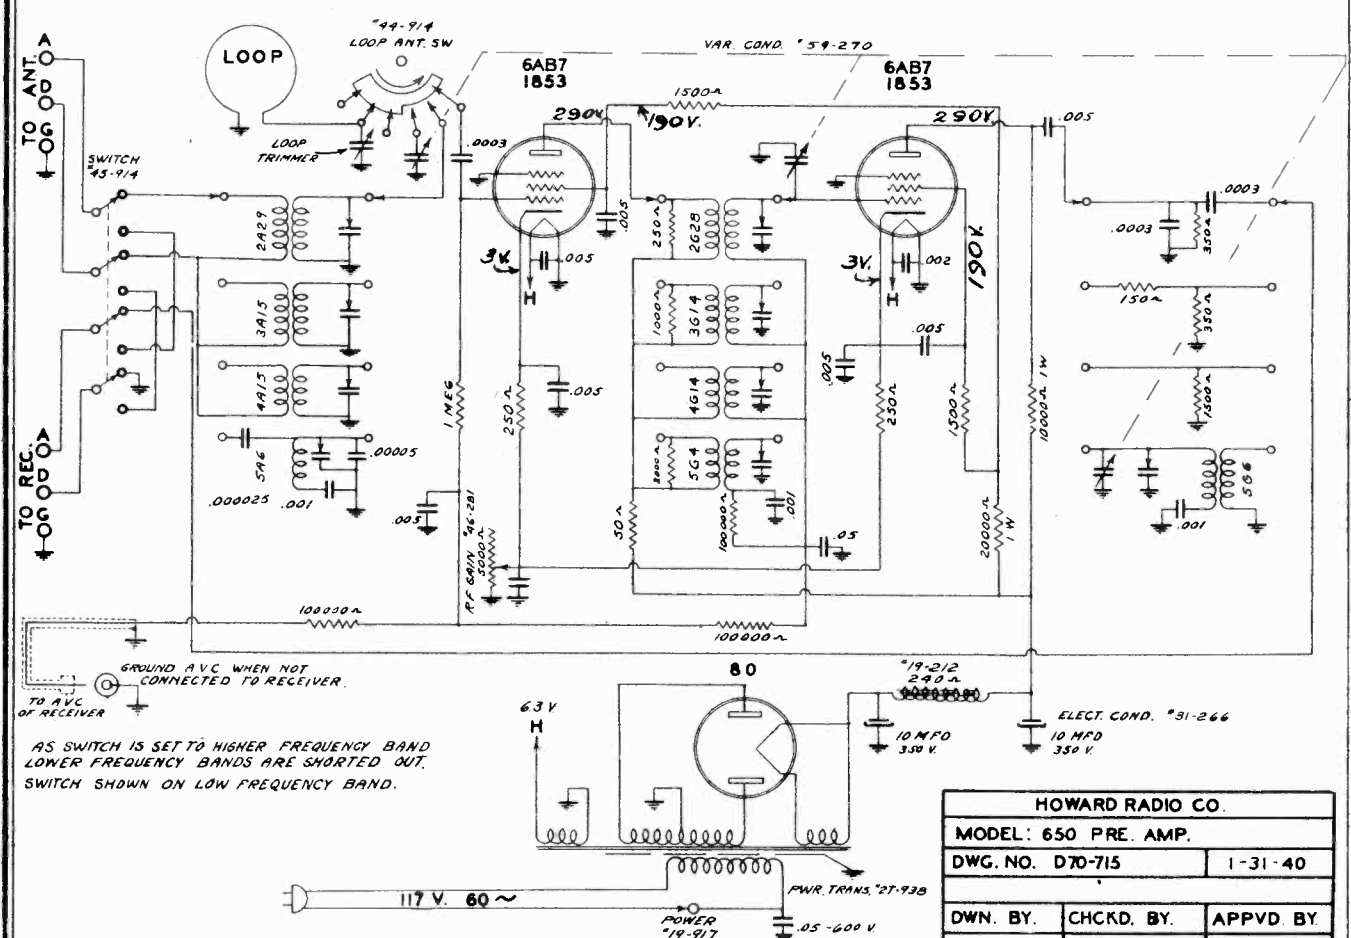 #44-914
LOOP ANT. SW
LOOP
VAR. COND. #59-270
6AB7
1853
6AB7
1853
TO ANT.
A
D
G
SWITCH
#45-914
LOOP
TRIMMER
.0003
290V.
190V.
1500Ω
290V.
.005
2A29
3A15
4A15
5A6
.000025
.001
.00005
1 MEG
.005
3V.
H
.005
.005
250Ω
.005
250Ω
2G28
1000Ω
3G14
4G14
5G4
.001
50Ω
100000Ω
.05
3V.
H
.002
190V.
.005
.005
250Ω
1500Ω
10000Ω 1W
20000Ω
1 W
.0003
.0003
350Ω
150Ω
350Ω
1500Ω
5G6
.001
TO REC.
A
D
G
RF GAIN #46-281
5000Ω
100000Ω
100000Ω
GROUND AVC WHEN NOT
CONNECTED TO RECEIVER.
TO AVC
OF RECEIVER
AS SWITCH IS SET TO HIGHER FREQUENCY BAND
LOWER FREQUENCY BANDS ARE SHORTED OUT.
SWITCH SHOWN ON LOW FREQUENCY BAND.
6.3 V
H
80
#19-212
240Ω
10 MFD
350 V.
ELECT. COND. #31-266
10 MFD
350 V.
117 V. 60 ~
PWR. TRANS. #2T-938
POWER
#19-917
.05 -600 V.
HOWARD RADIO CO.
MODEL: 650 PRE. AMP.
DWG. NO. D70-715
1-31-40
DWN. BY.
CHCKD. BY.
APPVD. BY.